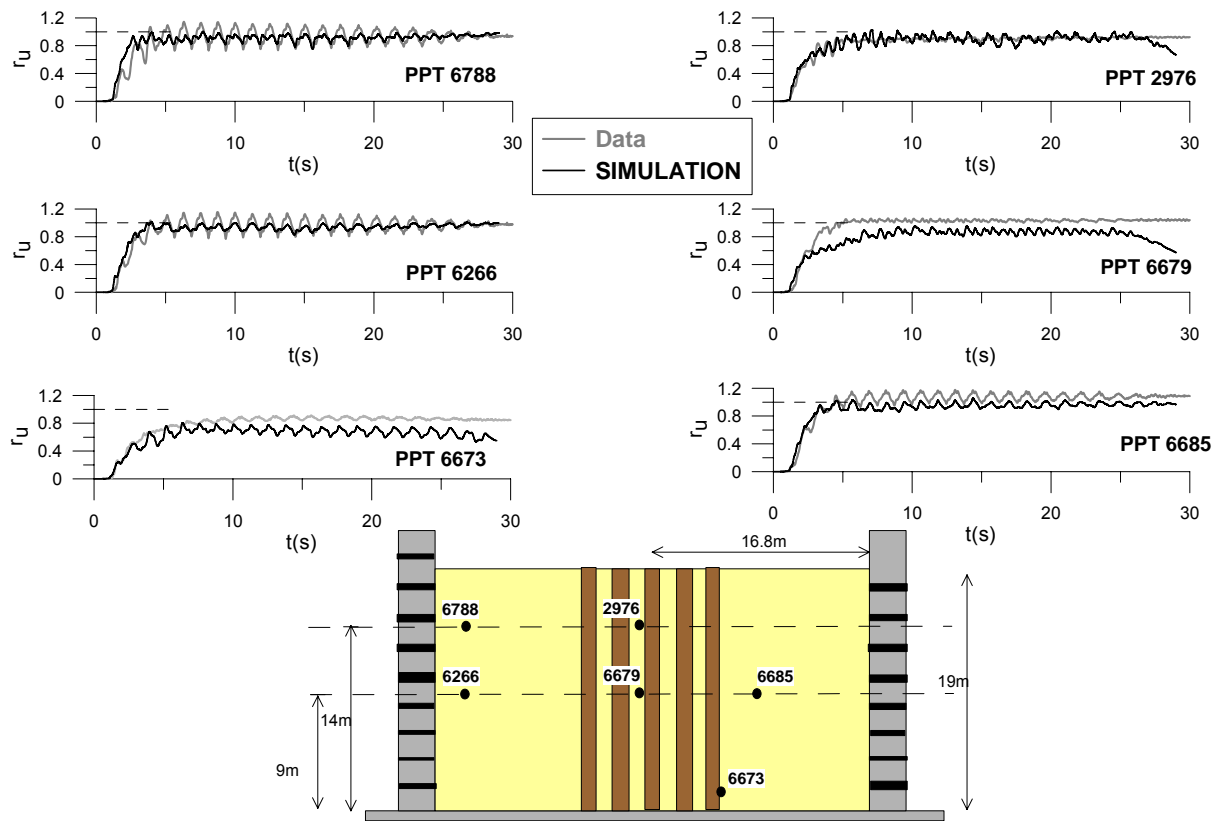 1.2
0.8
0.4
0
r_u
PPT 6788
0 10 20 30
t(s)
1.2
0.8
0.4
0
r_u
PPT 2976
0 10 20 30
t(s)
Data
SIMULATION
1.2
0.8
0.4
0
r_u
PPT 6266
0 10 20 30
t(s)
1.2
0.8
0.4
0
r_u
PPT 6679
0 10 20 30
t(s)
1.2
0.8
0.4
0
r_u
PPT 6673
0 10 20 30
t(s)
1.2
0.8
0.4
0
r_u
PPT 6685
0 10 20 30
t(s)
16.8m
6788
2976
6266
6679
6685
19m
14m
9m
6673